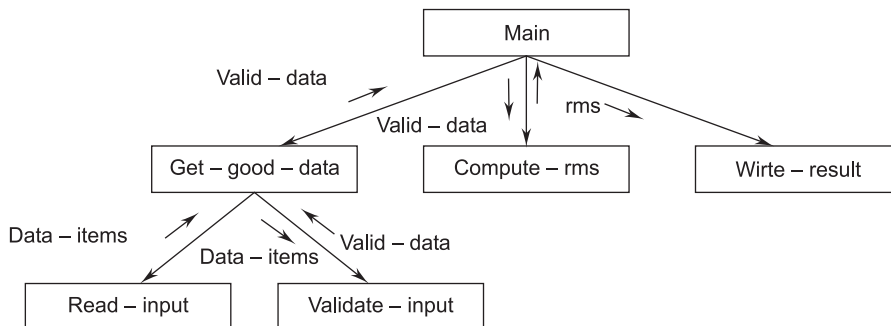 Main
Valid – data
Valid – data
rms
Get – good – data
Compute – rms
Wirte – result
Data – items
Data – items
Valid – data
Read – input
Validate – input